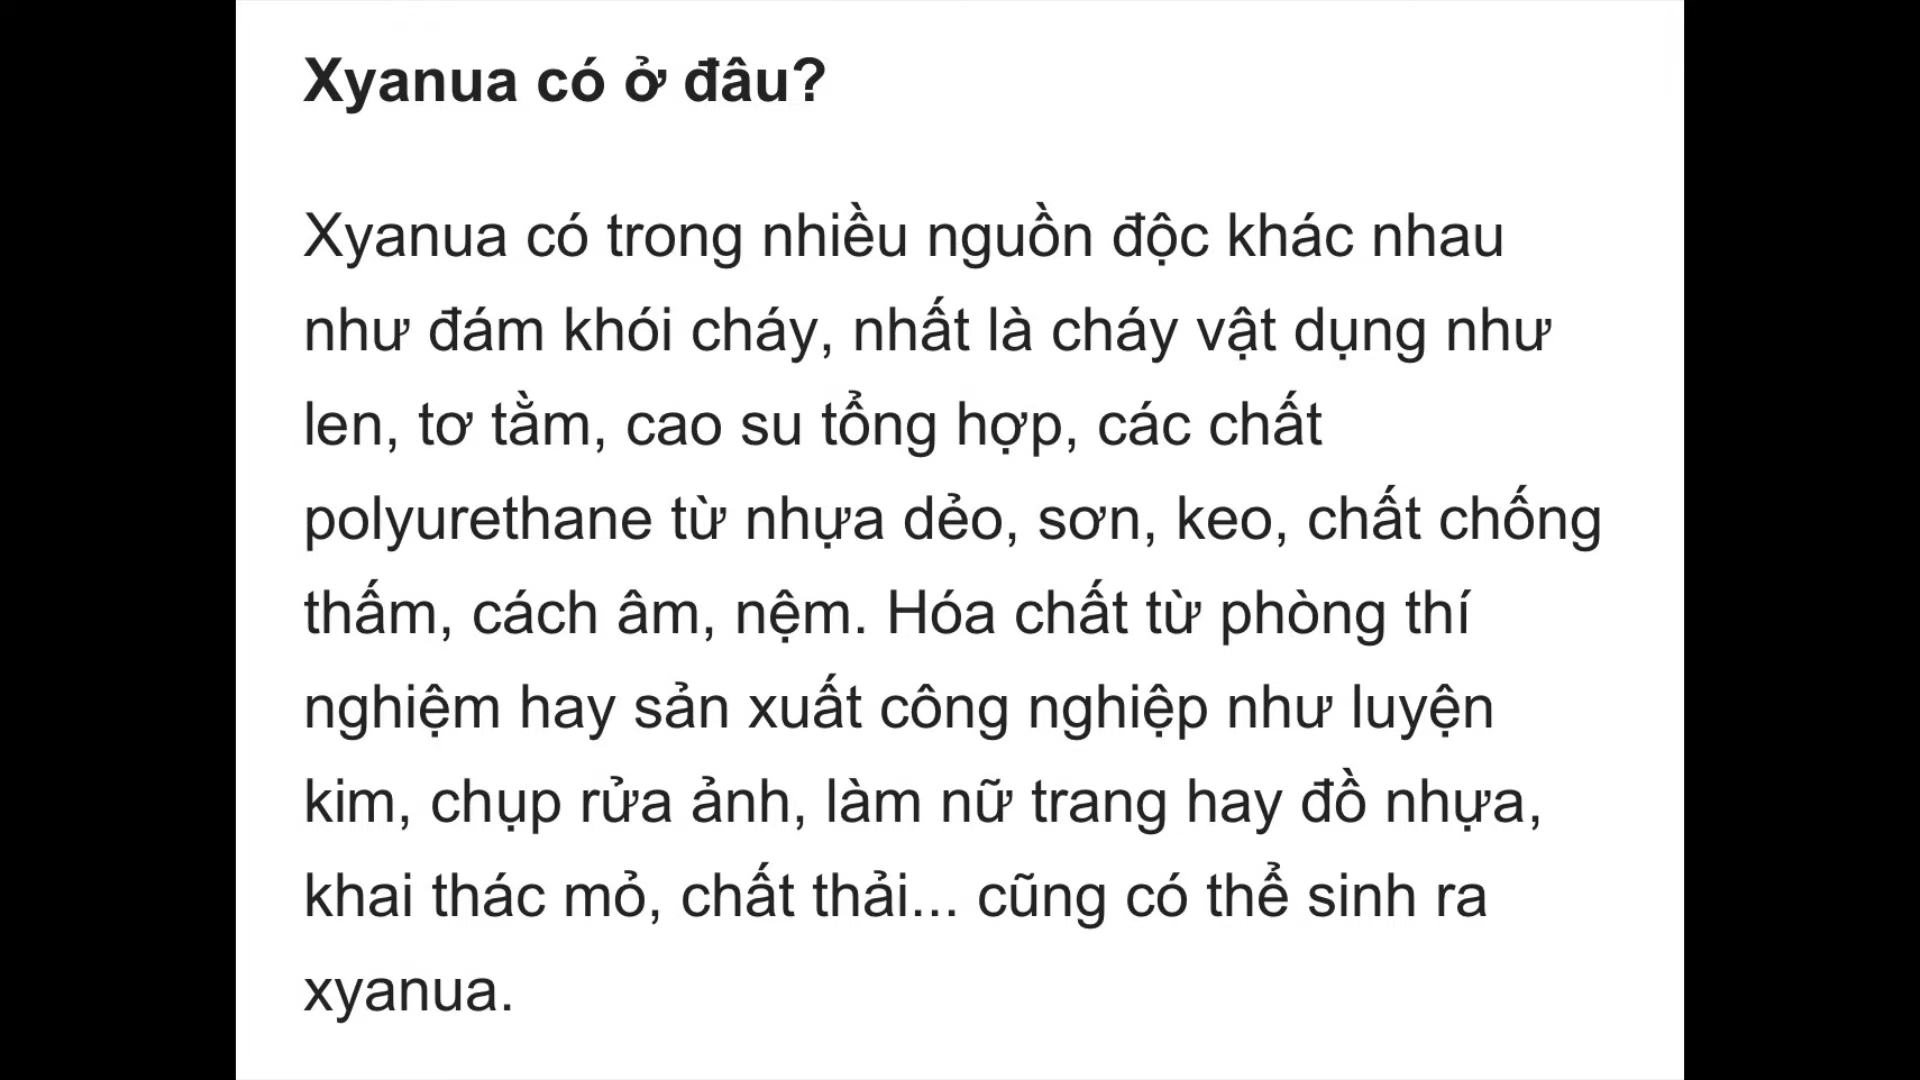 Xyanua có ở đâu?
Xyanua có trong nhiều nguồn độc khác nhau
như đám khói cháy, nhất là cháy vật dụng như
len, tơ tằm, cao su tổng hợp, các chất
polyurethane từ nhựa dẻo, sơn, keo, chất chống
thấm, cách âm, nệm. Hóa chất từ phòng thí
nghiệm hay sản xuất công nghiệp như luyện
kim, chụp rửa ảnh, làm nữ trang hay đồ nhựa,
khai thác mỏ, chất thải... cũng có thể sinh ra
xyanua.